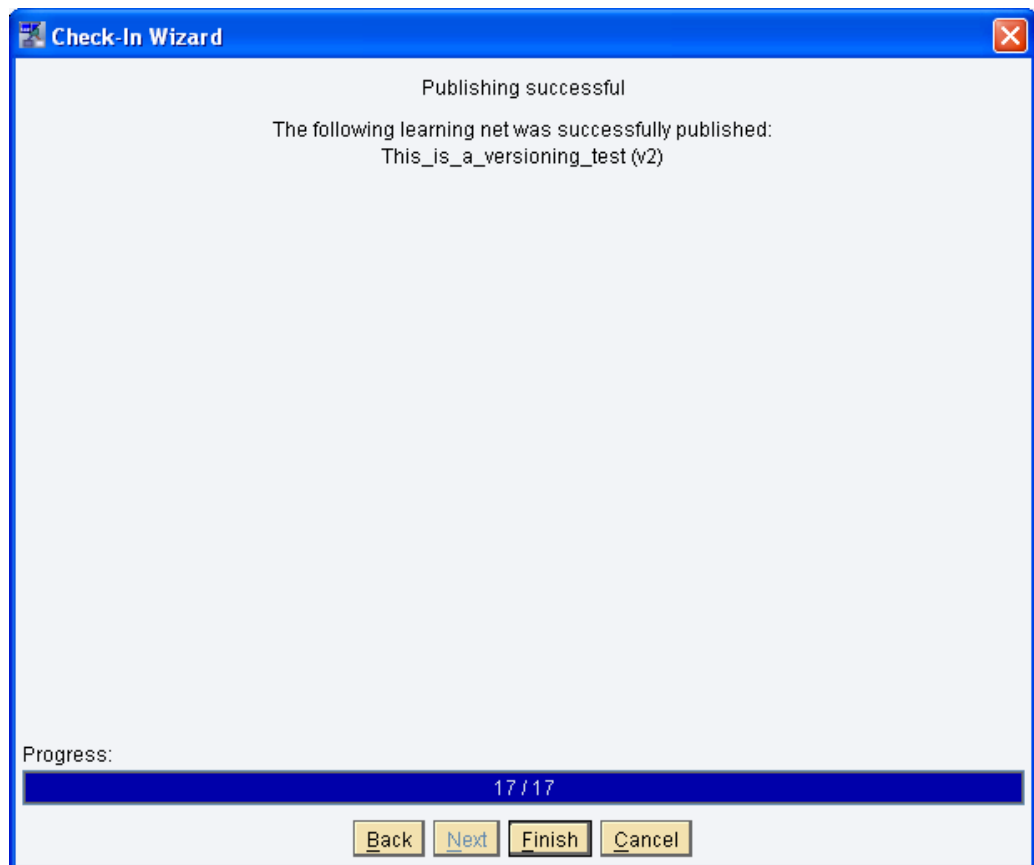 Check-In Wizard
Publishing successful
The following learning net was successfully published:
This_is_a_versioning_test (v2)
Progress:
17 / 17
Back Next Finish Cancel